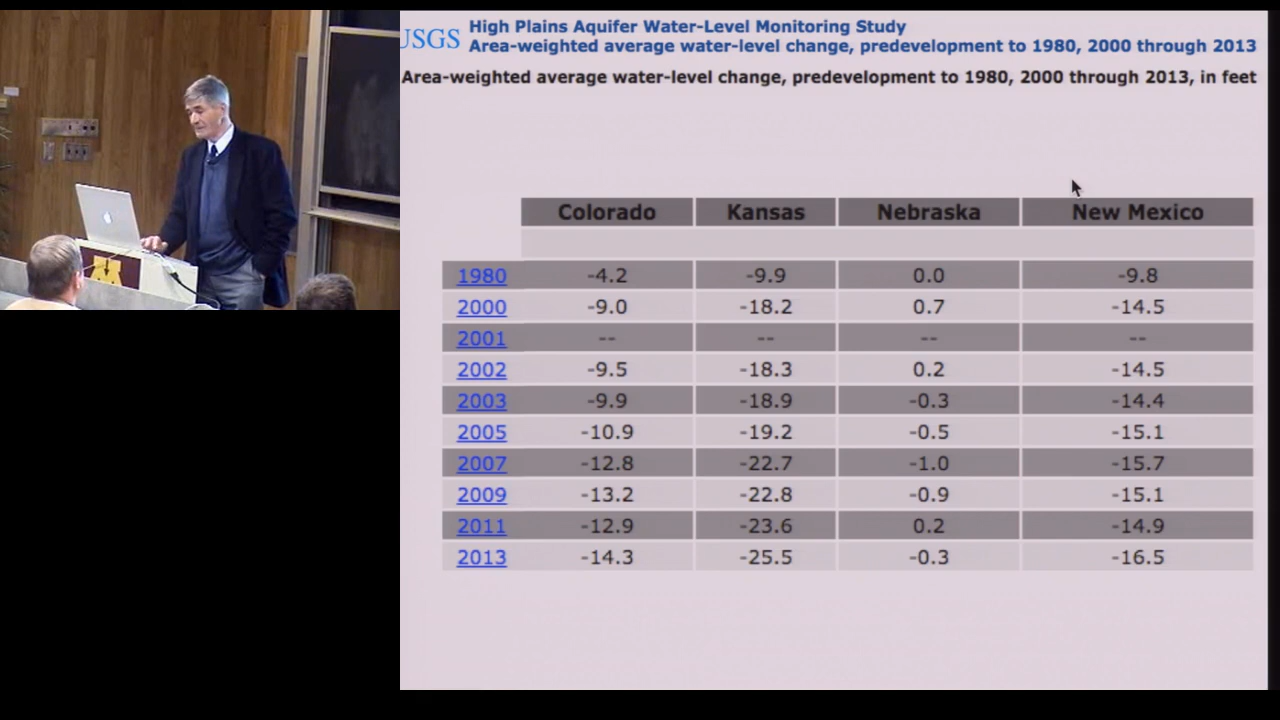 USGS
High Plains Aquifer Water-Level Monitoring Study
Area-weighted average water-level change, predevelopment to 1980, 2000 through 2013
Area-weighted average water-level change, predevelopment to 1980, 2000 through 2013, in feet
Colorado Kansas Nebraska New Mexico
1980 -4.2 -9.9 0.0 -9.8
2000 -9.0 -18.2 0.7 -14.5
2001 -- -- -- --
2002 -9.5 -18.3 0.2 -14.5
2003 -9.9 -18.9 -0.3 -14.4
2005 -10.9 -19.2 -0.5 -15.1
2007 -12.8 -22.7 -1.0 -15.7
2009 -13.2 -22.8 -0.9 -15.1
2011 -12.9 -23.6 0.2 -14.9
2013 -14.3 -25.5 -0.3 -16.5